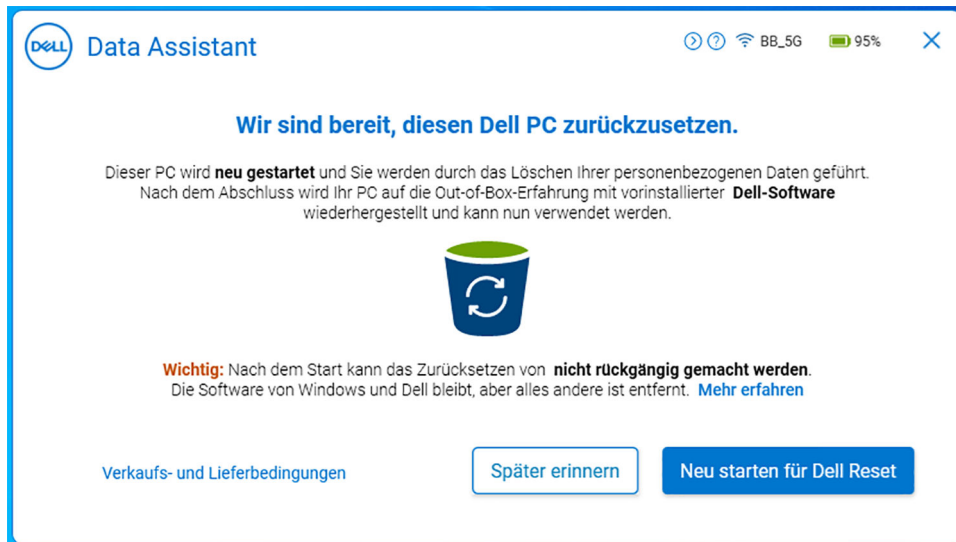 DELL Data Assistant BB_5G 95%
Wir sind bereit, diesen Dell PC zurückzusetzen.
Dieser PC wird neu gestartet und Sie werden durch das Löschen Ihrer personenbezogenen Daten geführt.
Nach dem Abschluss wird Ihr PC auf die Out-of-Box-Erfahrung mit vorinstallierter Dell-Software
wiederhergestellt und kann nun verwendet werden.
Wichtig: Nach dem Start kann das Zurücksetzen von nicht rückgängig gemacht werden.
Die Software von Windows und Dell bleibt, aber alles andere ist entfernt. Mehr erfahren
Verkaufs- und Lieferbedingungen Später erinnern Neu starten für Dell Reset